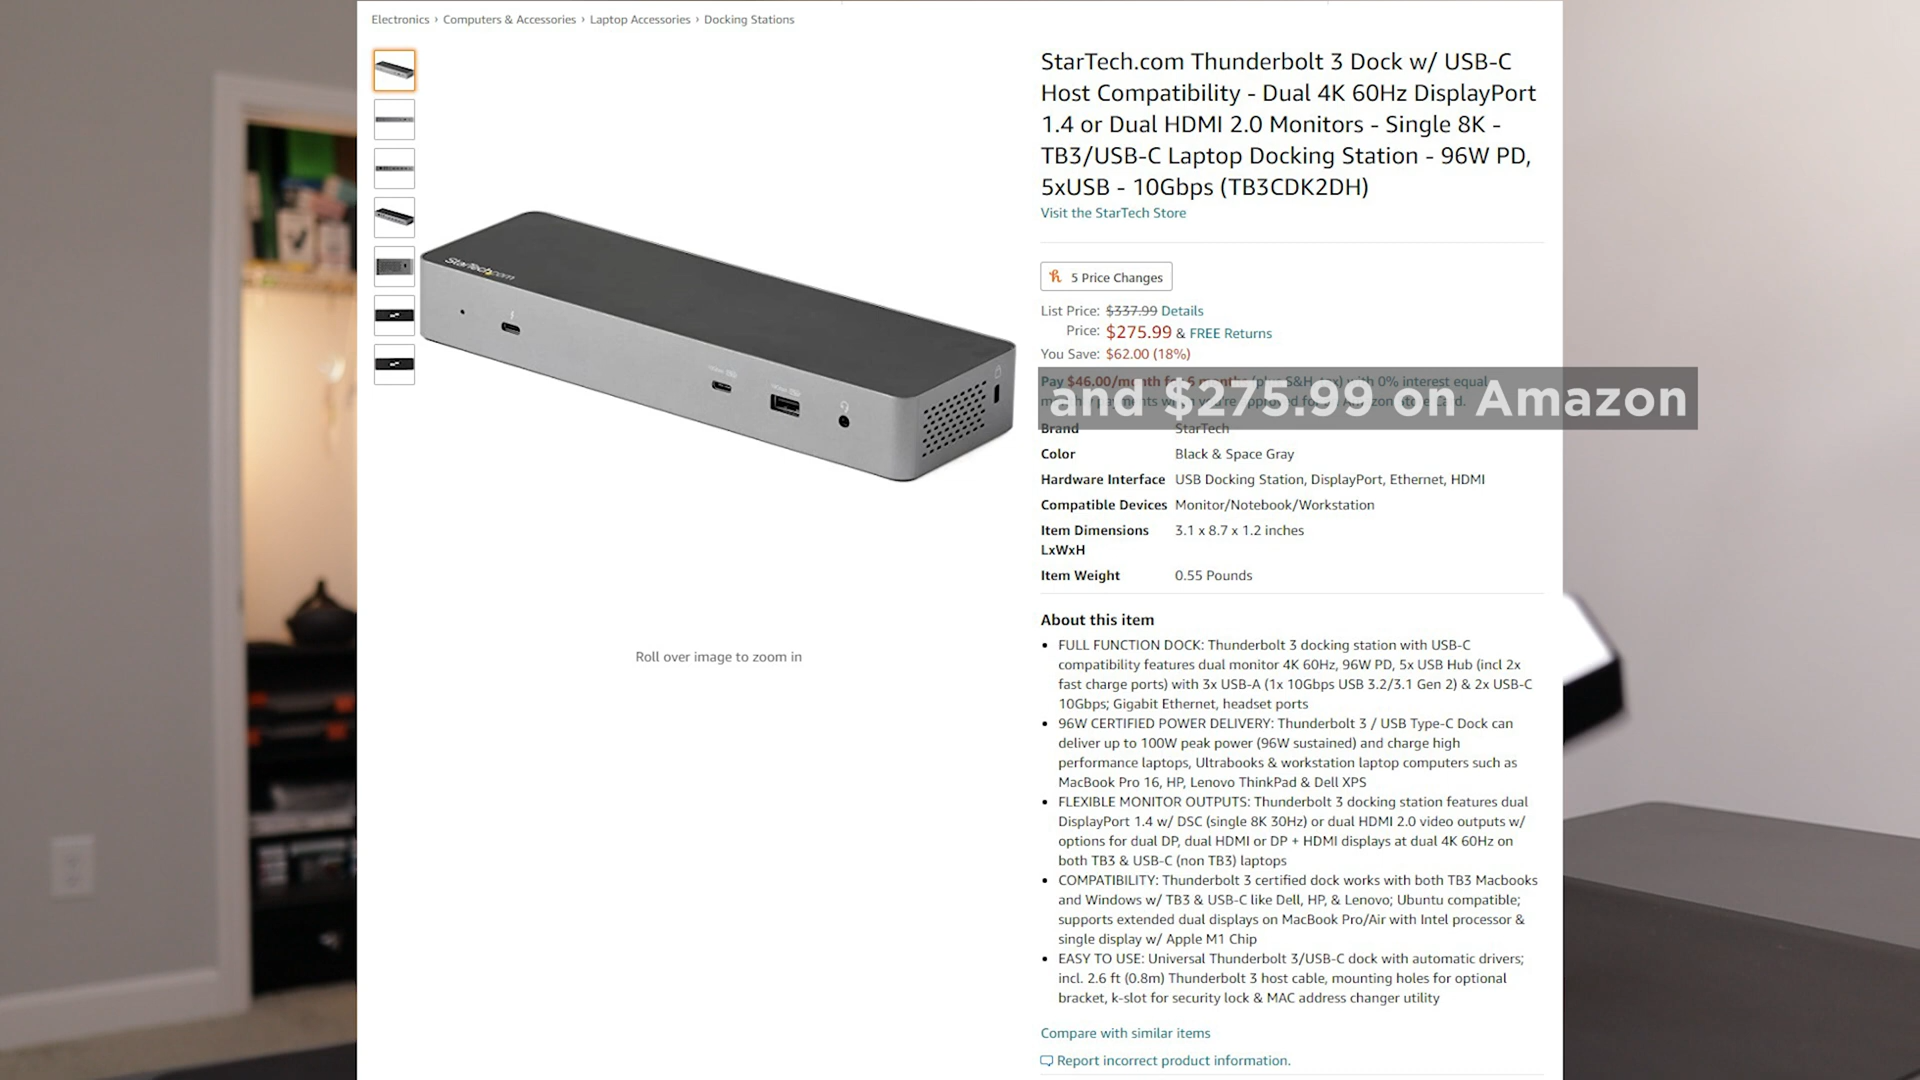 Electronics › Computers & Accessories › Laptop Accessories › Docking Stations
StarTech.com Thunderbolt 3 Dock w/ USB-C
Host Compatibility - Dual 4K 60Hz DisplayPort
1.4 or Dual HDMI 2.0 Monitors - Single 8K -
TB3/USB-C Laptop Docking Station - 96W PD,
5xUSB - 10Gbps (TB3CDK2DH)
Visit the StarTech Store
5 Price Changes
List Price: $337.99 Details
Price: $275.99 & FREE Returns
You Save: $62.00 (18%)
Pay $46.00/month for 6 months (plus S&H, tax) with 0% interest equal
and $275.99 on Amazon
Brand StarTech
Color Black & Space Gray
Hardware Interface USB Docking Station, DisplayPort, Ethernet, HDMI
Compatible Devices Monitor/Notebook/Workstation
Item Dimensions 3.1 x 8.7 x 1.2 inches
LxWxH
Item Weight 0.55 Pounds
StarTech.com
Roll over image to zoom in
About this item
• FULL FUNCTION DOCK: Thunderbolt 3 docking station with USB-C
compatibility features dual monitor 4K 60Hz, 96W PD, 5x USB Hub (incl 2x
fast charge ports) with 3x USB-A (1x 10Gbps USB 3.2/3.1 Gen 2) & 2x USB-C
10Gbps; Gigabit Ethernet, headset ports
• 96W CERTIFIED POWER DELIVERY: Thunderbolt 3 / USB Type-C Dock can
deliver up to 100W peak power (96W sustained) and charge high
performance laptops, Ultrabooks & workstation laptop computers such as
MacBook Pro 16, HP, Lenovo ThinkPad & Dell XPS
• FLEXIBLE MONITOR OUTPUTS: Thunderbolt 3 docking station features dual
DisplayPort 1.4 w/ DSC (single 8K 30Hz) or dual HDMI 2.0 video outputs w/
options for dual DP, dual HDMI or DP + HDMI displays at dual 4K 60Hz on
both TB3 & USB-C (non TB3) laptops
• COMPATIBILITY: Thunderbolt 3 certified dock works with both TB3 Macbooks
and Windows w/ TB3 & USB-C like Dell, HP, & Lenovo; Ubuntu compatible;
supports extended dual displays on MacBook Pro/Air with Intel processor &
single display w/ Apple M1 Chip
• EASY TO USE: Universal Thunderbolt 3/USB-C dock with automatic drivers;
incl. 2.6 ft (0.8m) Thunderbolt 3 host cable, mounting holes for optional
bracket, k-slot for security lock & MAC address changer utility
Compare with similar items
Report incorrect product information.